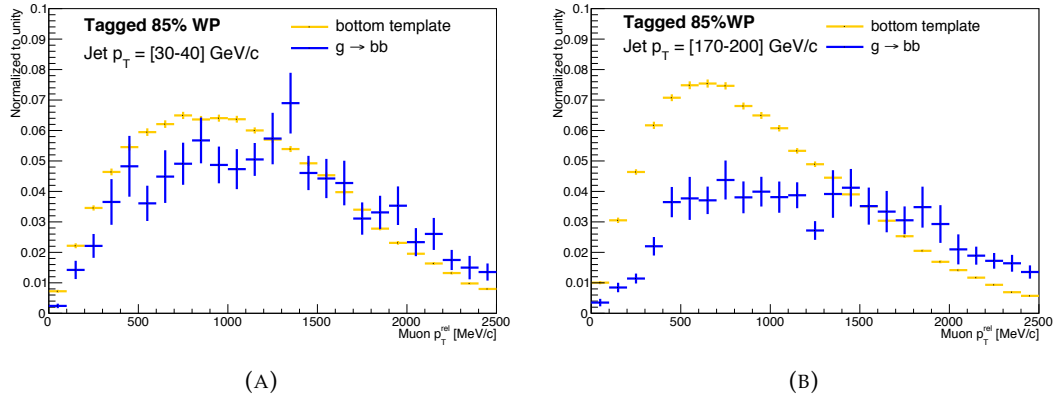 Normalized to unity
0.1
0.09
0.08
0.07
0.06
0.05
0.04
0.03
0.02
0.01
0
Tagged 85% WP
Jet p_T = [30-40] GeV/c
bottom template
g → bb
0 500 1000 1500 2000 2500
Muon p_T^rel [MeV/c]
(A)
Normalized to unity
0.1
0.09
0.08
0.07
0.06
0.05
0.04
0.03
0.02
0.01
0
Tagged 85%WP
Jet p_T = [170-200] GeV/c
bottom template
g → bb
0 500 1000 1500 2000 2500
Muon p_T^rel [MeV/c]
(B)